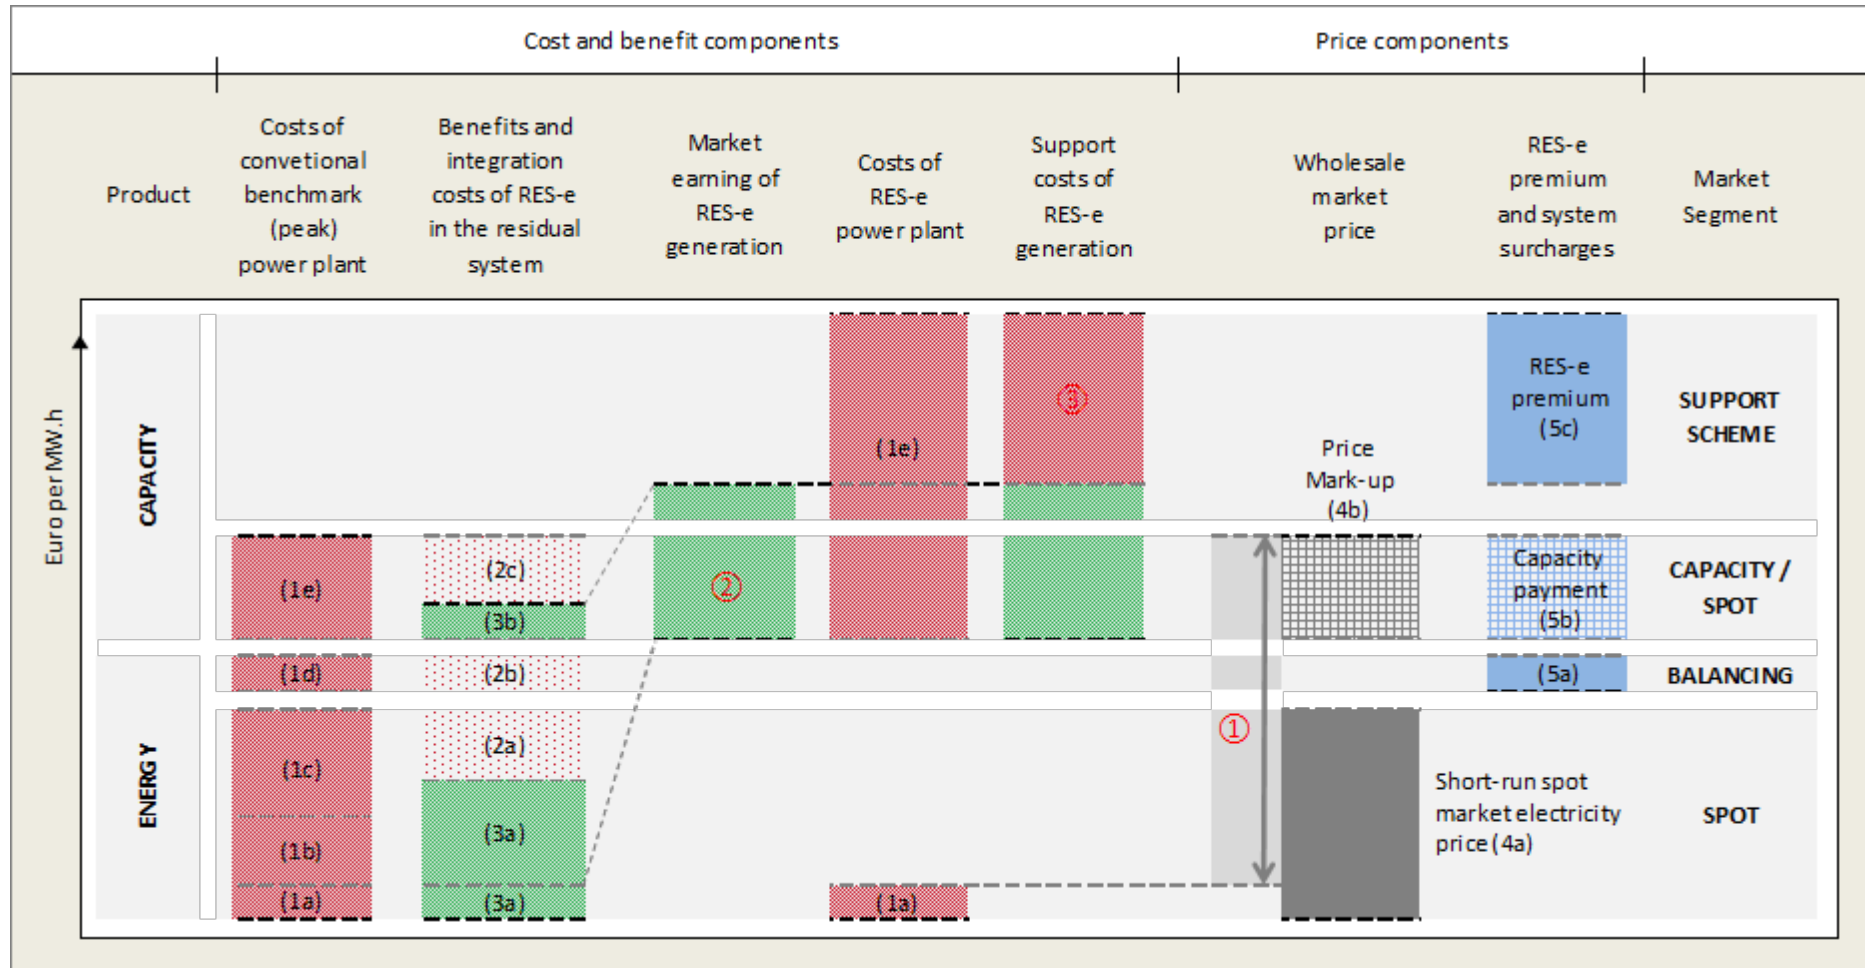 Cost and benefit components
Price components
Product
Costs of
convetional
benchmark
(peak)
power plant
Benefits and
integration
costs of RES-e
in the residual
system
Market
earning of
RES-e
generation
Costs of
RES-e
power plant
Support
costs of
RES-e
generation
Wholesale
market
price
RES-e
premium
and system
surcharges
Market
Segment
Euro per MW.h
CAPACITY
(1e)
③
RES-e
premium
(5c)
SUPPORT
SCHEME
Price
Mark-up
(4b)
(1e)
(2c)
(3b)
②
Capacity
payment
(5b)
CAPACITY /
SPOT
(1d)
(2b)
(5a)
BALANCING
ENERGY
(1c)
(1b)
(1a)
(2a)
(3a)
(3a)
(1a)
①
Short-run spot
market electricity
price (4a)
SPOT